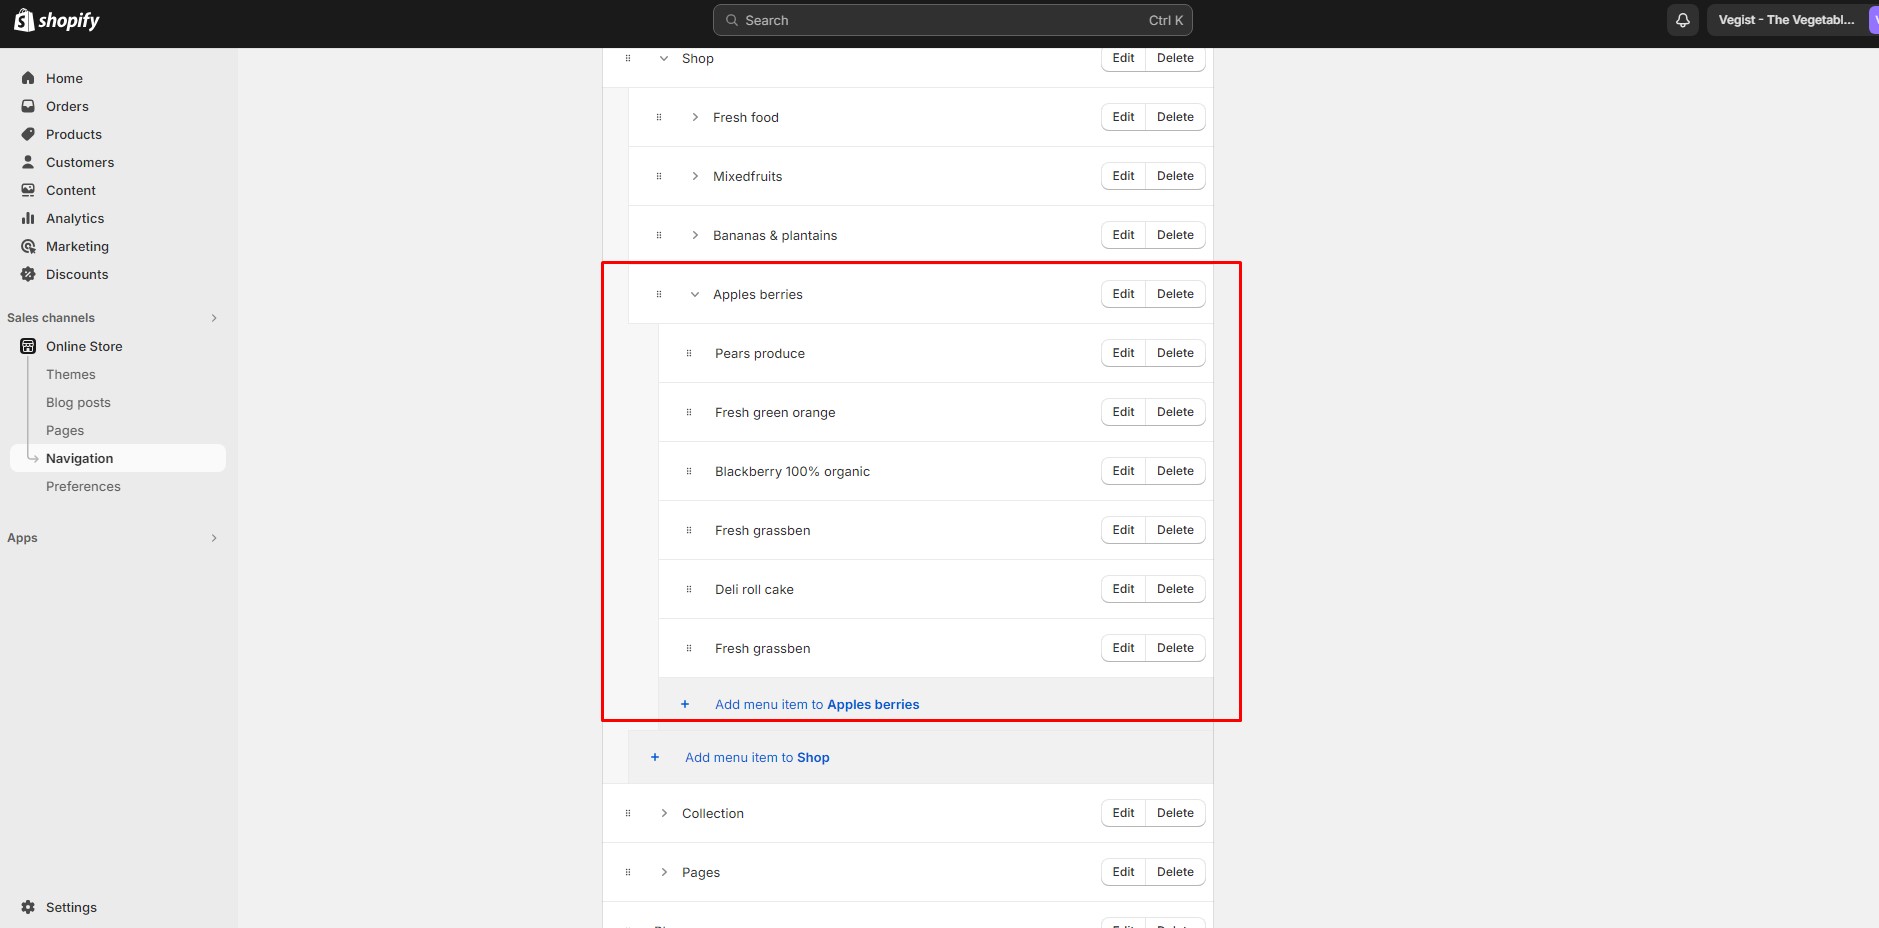 shopify
Search Ctrl K
Vegist - The Vegetabl...
Home
Orders
Products
Customers
Content
Analytics
Marketing
Discounts
Sales channels
Online Store
Themes
Blog posts
Pages
Navigation
Preferences
Apps
Settings
Shop Edit Delete
Fresh food Edit Delete
Mixedfruits Edit Delete
Bananas & plantains Edit Delete
Apples berries Edit Delete
Pears produce Edit Delete
Fresh green orange Edit Delete
Blackberry 100% organic Edit Delete
Fresh grassben Edit Delete
Deli roll cake Edit Delete
Fresh grassben Edit Delete
+ Add menu item to Apples berries
+ Add menu item to Shop
Collection Edit Delete
Pages Edit Delete